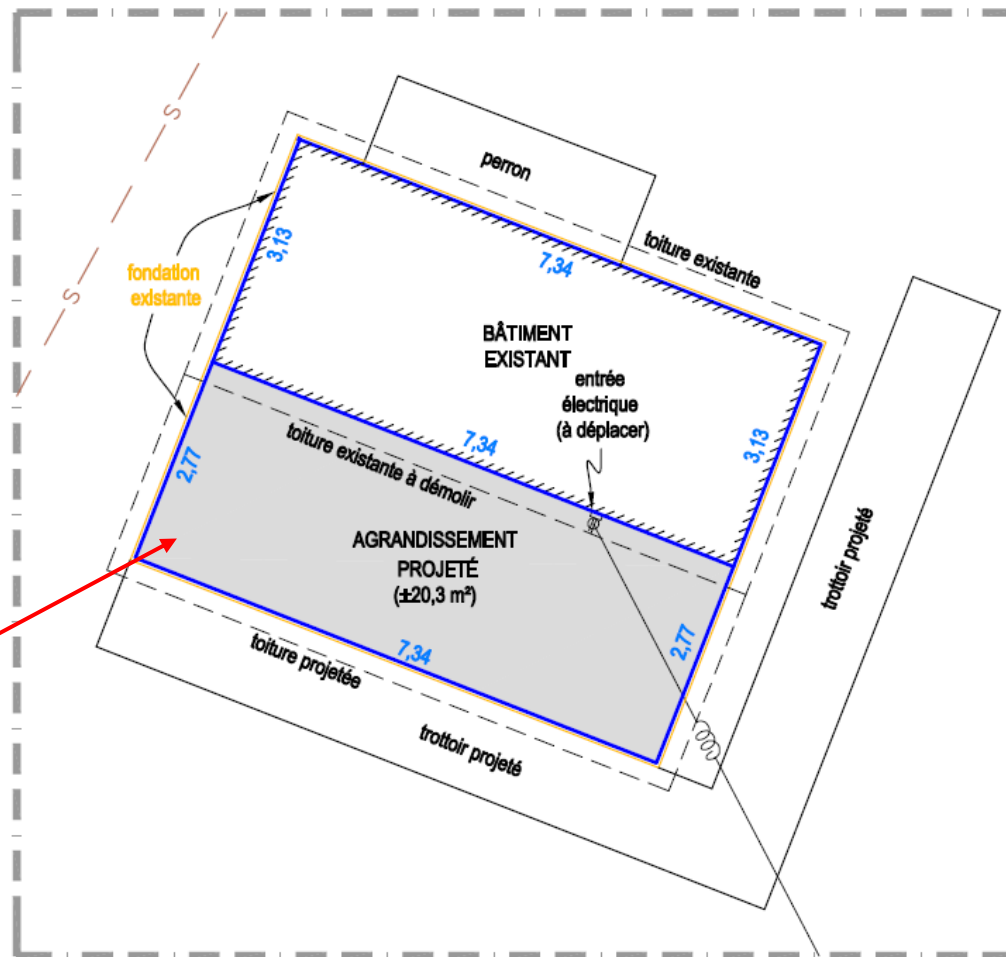 S
S
perron
toiture existante
3,13
7,34
fondation
existante
BÂTIMENT
EXISTANT
entrée
électrique
(à déplacer)
7,34
3,13
toiture existante à démolir
2,77
AGRANDISSEMENT
PROJETÉ
(±20,3 m²)
trottoir projeté
2,77
7,34
toiture projetée
trottoir projeté